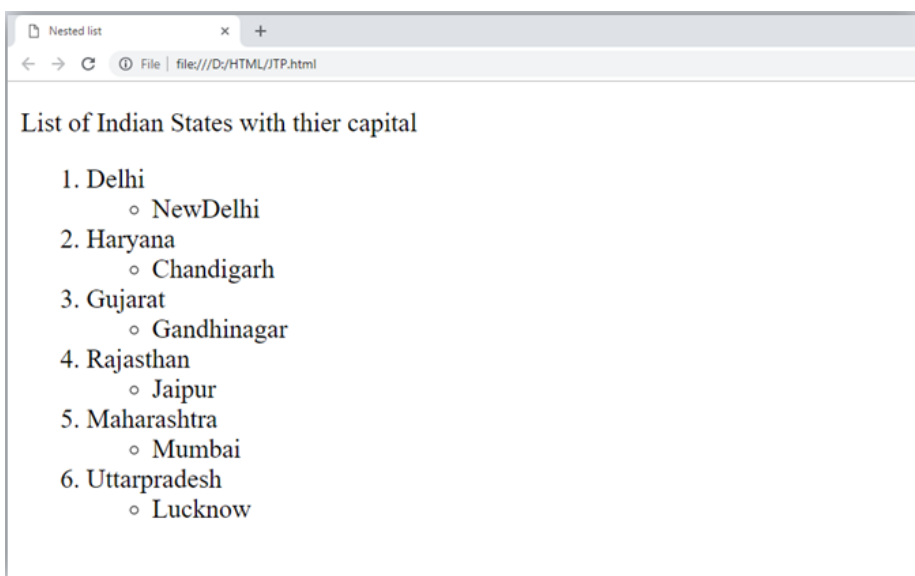 Nested list
File | file:///D:/HTML/JTP.html
List of Indian States with thier capital
1. Delhi
○ NewDelhi
2. Haryana
○ Chandigarh
3. Gujarat
○ Gandhinagar
4. Rajasthan
○ Jaipur
5. Maharashtra
○ Mumbai
6. Uttarpradesh
○ Lucknow